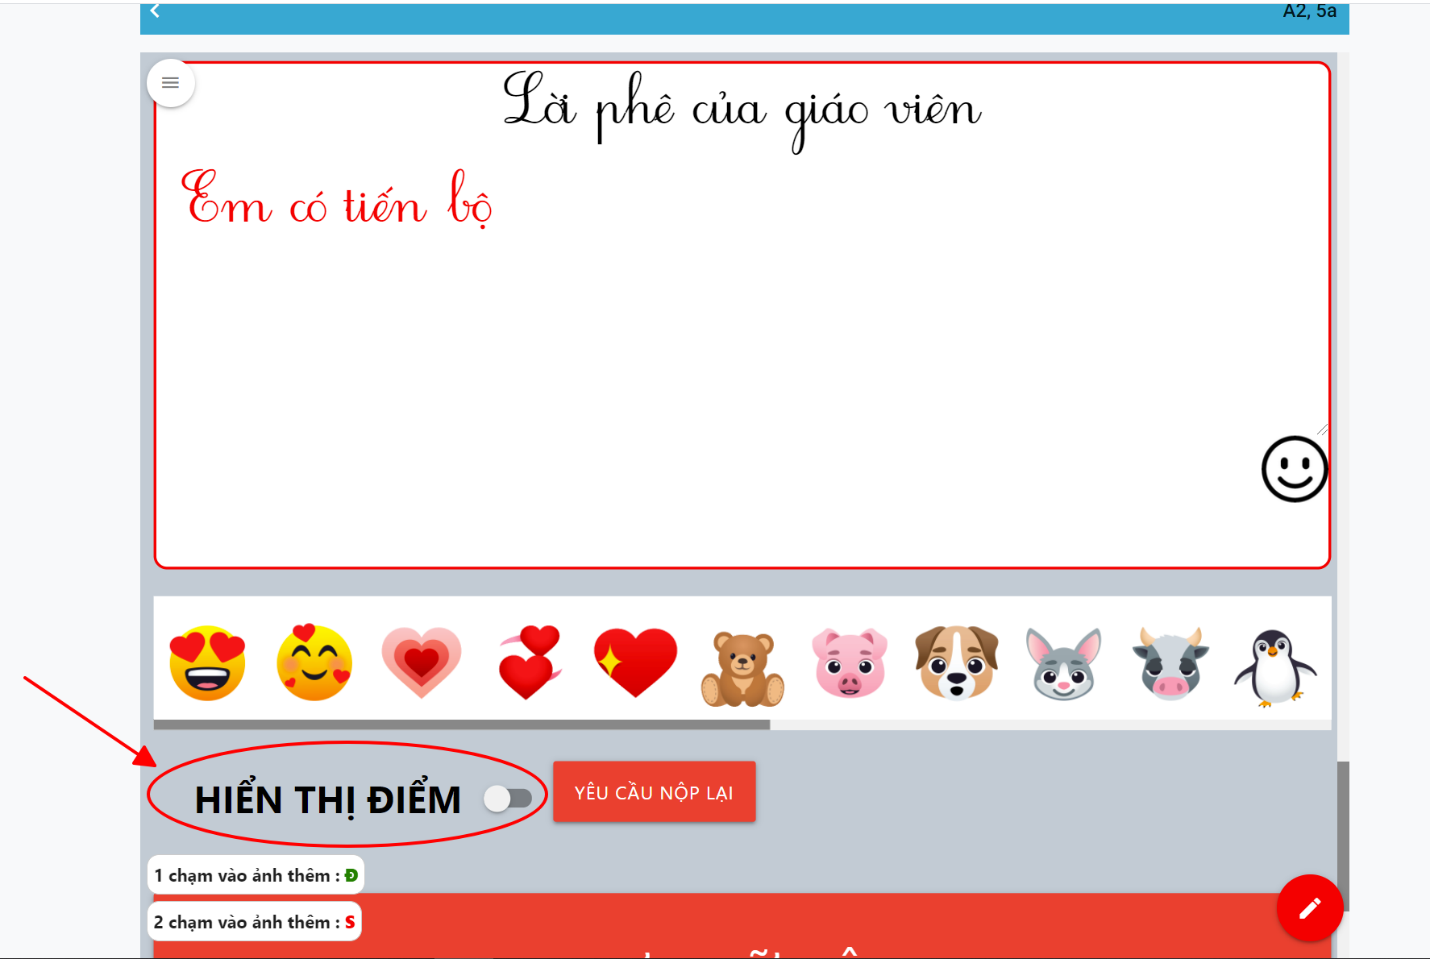 A2, 5a
Lời phê của giáo viên
Em có tiến bộ
HIỂN THỊ ĐIỂM
YÊU CẦU NỘP LẠI
1 chạm vào ảnh thêm : Đ
2 chạm vào ảnh thêm : S